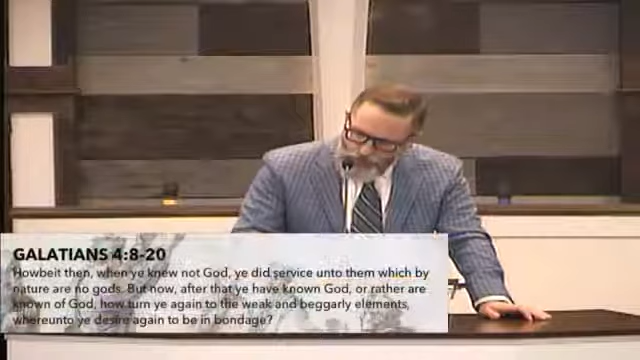 GALATIANS 4:8-20
Howbeit then, when ye knew not God, ye did service unto them which by
nature are no gods. But now, after that ye have known God, or rather are
known of God, how turn ye again to the weak and beggarly elements,
whereunto ye desire again to be in bondage?